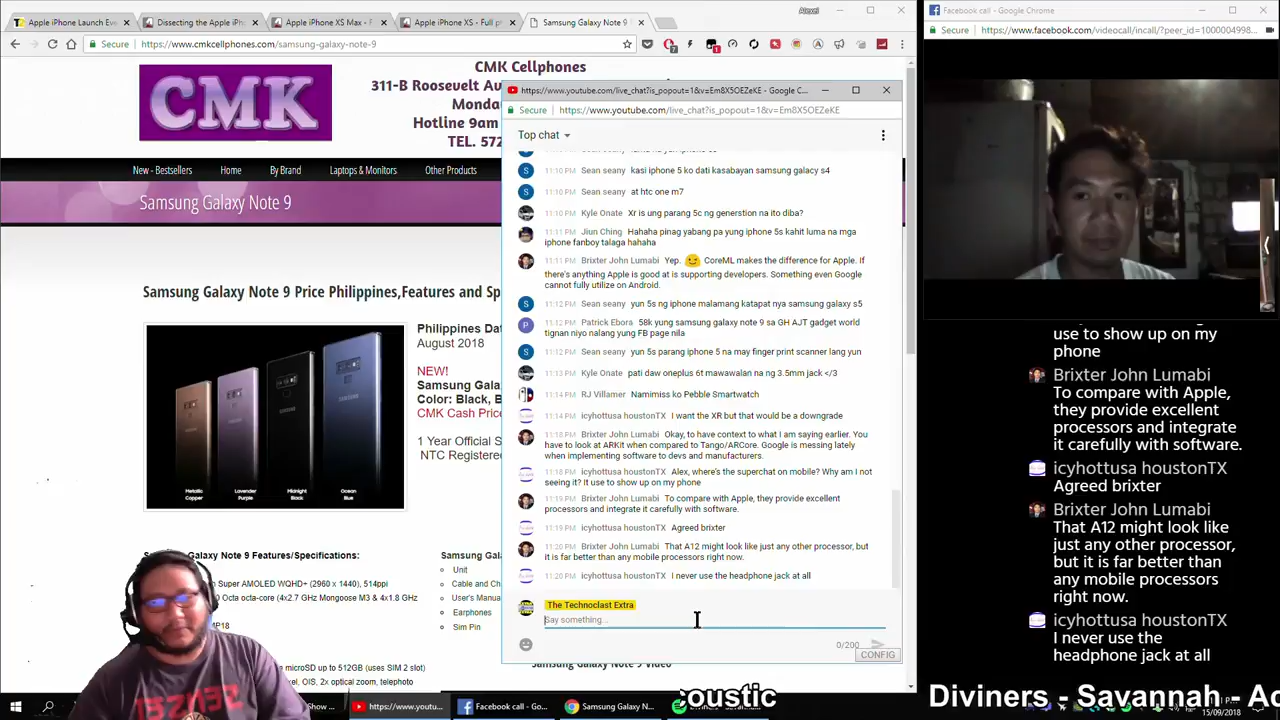 Apple iPhone Launch Eve
Dissecting the Apple iPh
Apple iPhone XS Max -
Apple iPhone XS - Full p
Samsung Galaxy Note 9
Alexei
Secure
https://www.cmkcellphones.com/samsung-galaxy-note-9
CMK
CMK Cellphones
311-B Roosevelt Av
Monda
Hotline 9am
TEL. 572
New - Bestsellers
Home
By Brand
Laptops & Monitors
Other Products
Samsung Galaxy Note 9
Samsung Galaxy Note 9 Price Philippines,Features and Sp
Metallic Copper
Lavender Purple
Midnight Black
Ocean Blue
Philippines Dat
August 2018
NEW!
Samsung Gala
Color: Black, B
CMK Cash Price
1 Year Official S
NTC Registered
Samsung Galaxy Note 9 Features/Specifications:
Super AMOLED WQHD+ (2960 x 1440), 514ppi
Octa octa-core (4x2.7 GHz Mongoose M3 & 4x1.8 GHz
MP18
microSD up to 512GB (uses SIM 2 slot)
pixel, OIS, 2x optical zoom, telephoto
Samsung Gala
Unit
Cable and Ch
User's Manua
Earphones
Sim Pin
Samsung Galaxy Note 9 Video
https://www.youtube.com/live_chat?is_popout=1&v=Em8X5OEZeKE - Google C...
Secure
https://www.youtube.com/live_chat?is_popout=1&v=Em8X5OEZeKE
Top chat
11:10 PM Sean seany kasi iphone 5 ko dati kasabayan samsung galacy s4
11:10 PM Sean seany at htc one m7
11:10 PM Kyle Onate Xr is ung parang 5c ng generstion na ito diba?
11:11 PM Jiun Ching Hahaha pinag yabang pa yung iphone 5s kahit luma na mga
iphone fanboy talaga hahaha
11:11 PM Brixter John Lumabi Yep. CoreML makes the difference for Apple. If
there's anything Apple is good at is supporting developers. Something even Google
cannot fully utilize on Android.
11:12 PM Sean seany yun 5s ng iphone malamang katapat nya samsung galaxy s5
11:12 PM Patrick Ebora 58k yung samsung galaxy note 9 sa GH AJT gadget world
tignan niyo nalang yung FB page nila
11:12 PM Sean seany yun 5s parang iphone 5 na may finger print scanner lang yun
11:13 PM Kyle Onate pati daw oneplus 6t mawawalan na ng 3.5mm jack </3
11:14 PM RJ Villamer Namimiss ko Pebble Smartwatch
11:14 PM icyhottusa houstonTX I want the XR but that would be a downgrade
11:18 PM Brixter John Lumabi Okay, to have context to what I am saying earlier. You
have to look at ARKit when compared to Tango/ARCore. Google is messing lately
when implementing software to devs and manufacturers.
11:18 PM icyhottusa houstonTX Alex, where's the superchat on mobile? Why am I not
seeing it? It use to show up on my phone
11:19 PM Brixter John Lumabi To compare with Apple, they provide excellent
processors and integrate it carefully with software.
11:19 PM icyhottusa houstonTX Agreed brixter
11:20 PM Brixter John Lumabi That A12 might look like just any other processor, but
it is far better than any mobile processors right now.
11:20 PM icyhottusa houstonTX I never use the headphone jack at all
The Technoclast Extra
Say something...
0/200
CONFIG
Facebook call - Google Chrome
Secure
https://www.facebook.com/videocall/incall/?peer_id=1000004998...
use to show up on my
phone
Brixter John Lumabi
To compare with Apple,
they provide excellent
processors and integrate
it carefully with software.
icyhottusa houstonTX
Agreed brixter
Brixter John Lumabi
That A12 might look like
just any other processor,
but it is far better than
any mobile processors
right now.
icyhottusa houstonTX
I never use the
headphone jack at all
oustic
Diviners - Savannah - Ac
https://www.youtu...
Facebook call - Go...
Samsung Galaxy No...
15/09/2018